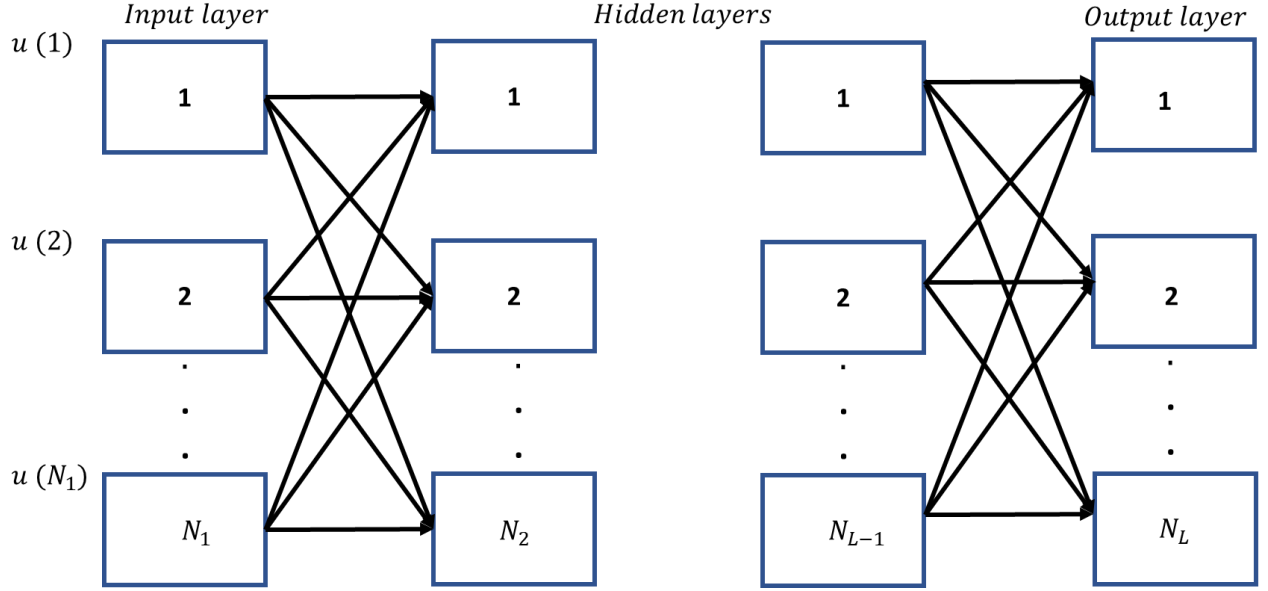 Input layer Hidden layers Output layer
u (1)
1 1 1 1
u (2)
2 2 2 2
. . . .
. . . .
. . . .
u (N₁)
N₁ N₂ N_{L−1} N_L